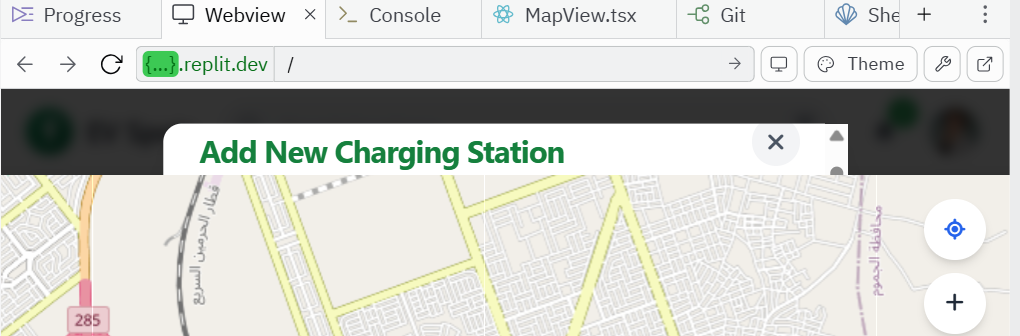 Progress
Webview
Console
MapView.tsx
Git
She
{...}.replit.dev
/
Theme
Add New Charging Station
قطار الحرمين السريع
محافظة الجموم
285